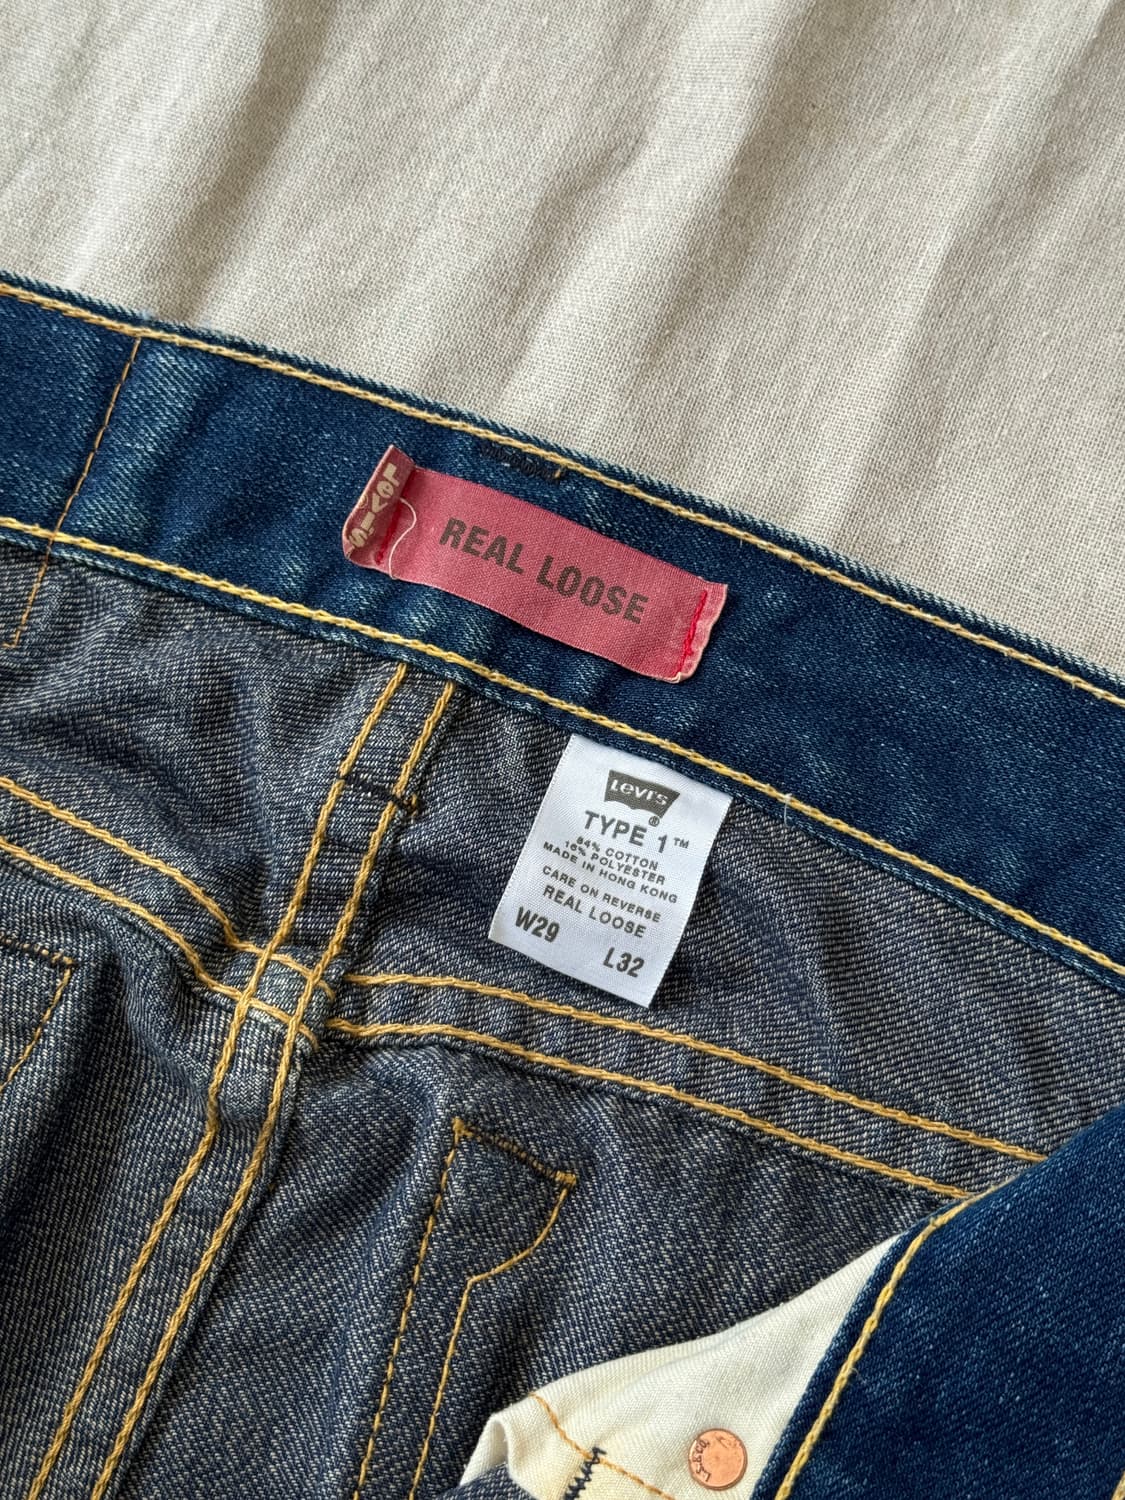 LEVI'S
REAL LOOSE
LEVI'S
®
TYPE 1™
84% COTTON
16% POLYESTER
MADE IN HONG KONG
CARE ON REVERSE
REAL LOOSE
W29 L32